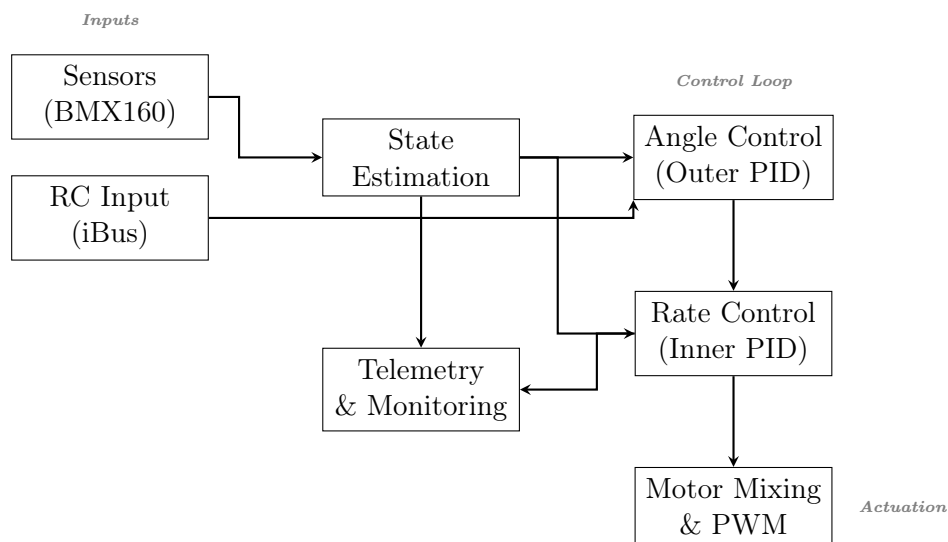 Inputs
Sensors
(BMX160)
Control Loop
State
Estimation
Angle Control
(Outer PID)
RC Input
(iBus)
Rate Control
(Inner PID)
Telemetry
& Monitoring
Motor Mixing
& PWM
Actuation